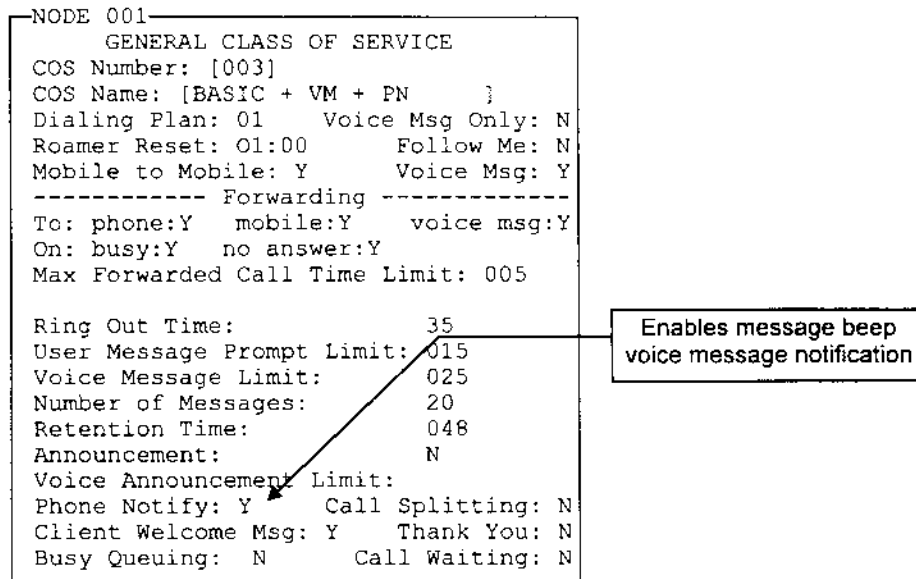 NODE 001
GENERAL CLASS OF SERVICE
COS Number: [003]
COS Name: [BASIC + VM + PN ]
Dialing Plan: 01 Voice Msg Only: N
Roamer Reset: 01:00 Follow Me: N
Mobile to Mobile: Y Voice Msg: Y
------------ Forwarding -------------
To: phone:Y mobile:Y voice msg:Y
On: busy:Y no answer:Y
Max Forwarded Call Time Limit: 005
Ring Out Time: 35
User Message Prompt Limit: 015
Voice Message Limit: 025
Number of Messages: 20
Retention Time: 048
Announcement: N
Voice Announcement Limit:
Phone Notify: Y Call Splitting: N
Client Welcome Msg: Y Thank You: N
Busy Queuing: N Call Waiting: N
Enables message beep
voice message notification